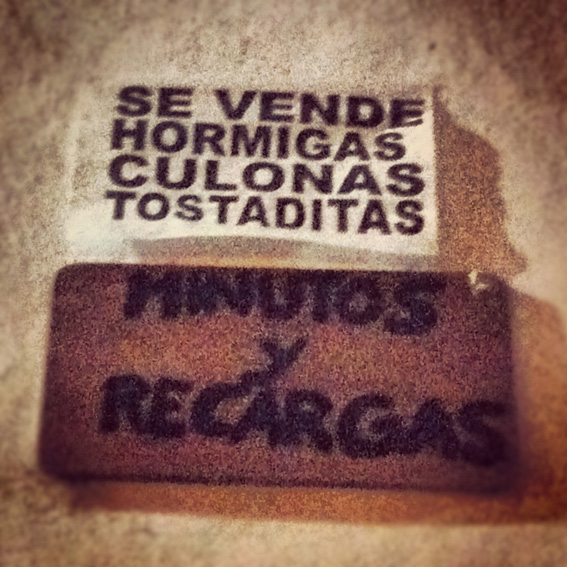 SE VENDE
HORMIGAS
CULONAS
TOSTADITAS
MINUTOS
Y
RECARGAS